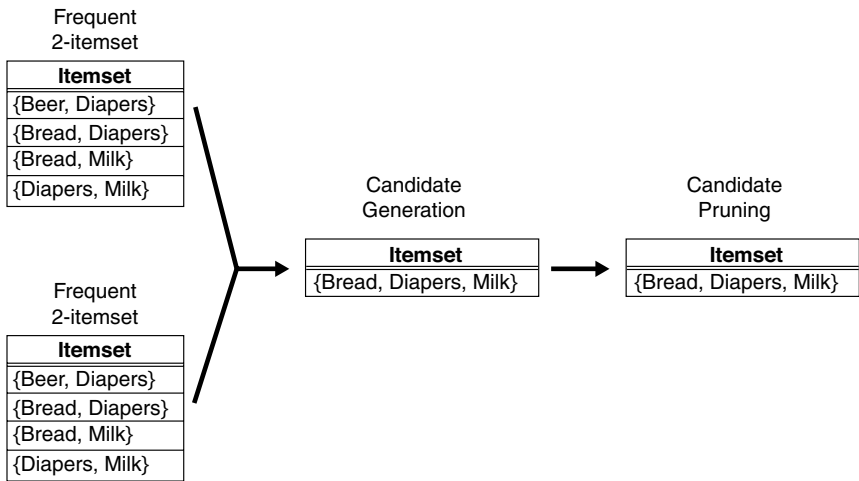 Frequent
2-itemset
Itemset
{Beer, Diapers}
{Bread, Diapers}
{Bread, Milk}
{Diapers, Milk}
Frequent
2-itemset
Itemset
{Beer, Diapers}
{Bread, Diapers}
{Bread, Milk}
{Diapers, Milk}
Candidate
Generation
Itemset
{Bread, Diapers, Milk}
Candidate
Pruning
Itemset
{Bread, Diapers, Milk}